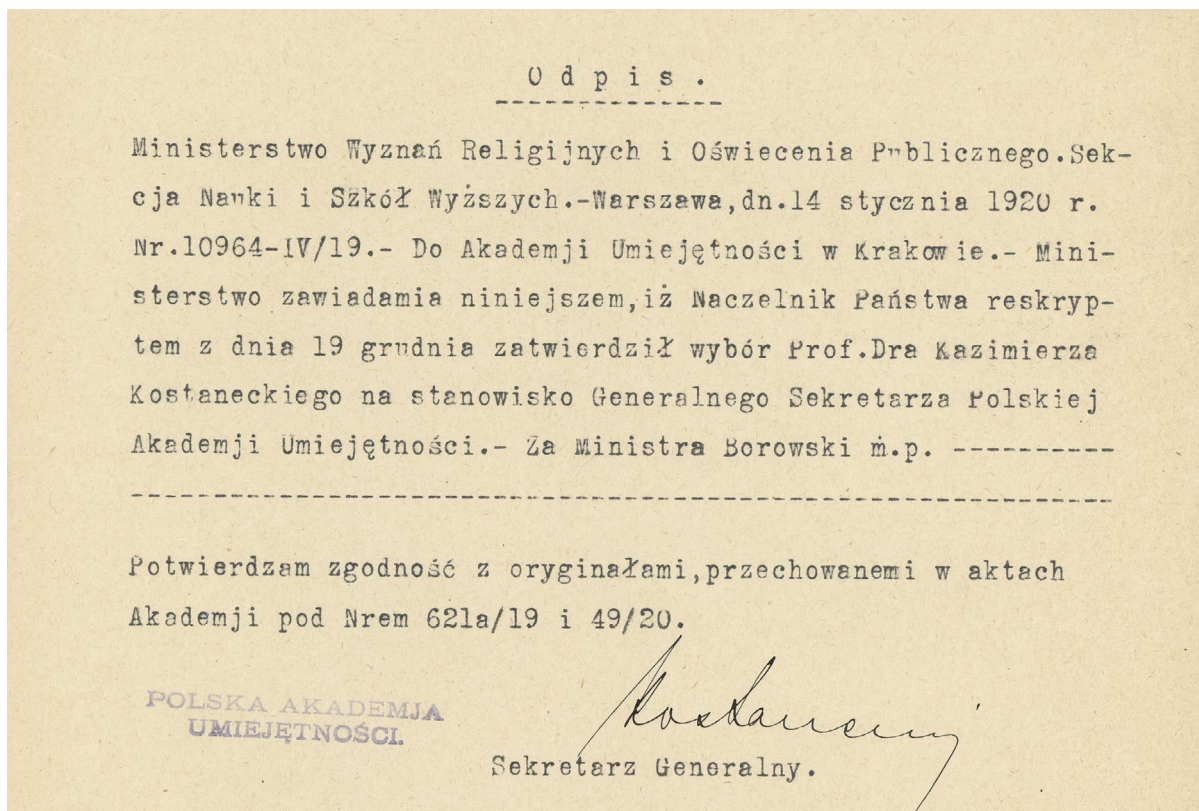 O d p i s .
Ministerstwo Wyznań Religijnych i Oświecenia Publicznego.Sek-
cja Nauki i Szkół Wyższych.-Warszawa,dn.14 stycznia 1920 r.
Nr.10964-IV/19.- Do Akademji Umiejętności w Krakowie.- Mini-
sterstwo zawiadamia niniejszem,iż Naczelnik Państwa reskryp-
tem z dnia 19 grudnia zatwierdził wybór Prof.Dra Kazimierza
Kostaneckiego na stanowisko Generalnego Sekretarza Polskiej
Akademji Umiejętności.- Za Ministra Borowski m.p. ----------
Potwierdzam zgodność z oryginałami,przechowanemi w aktach
Akademji pod Nrem 621a/19 i 49/20.
POLSKA AKADEMJA
UMIEJĘTNOŚCI.
Kostanecki
Sekretarz Generalny.